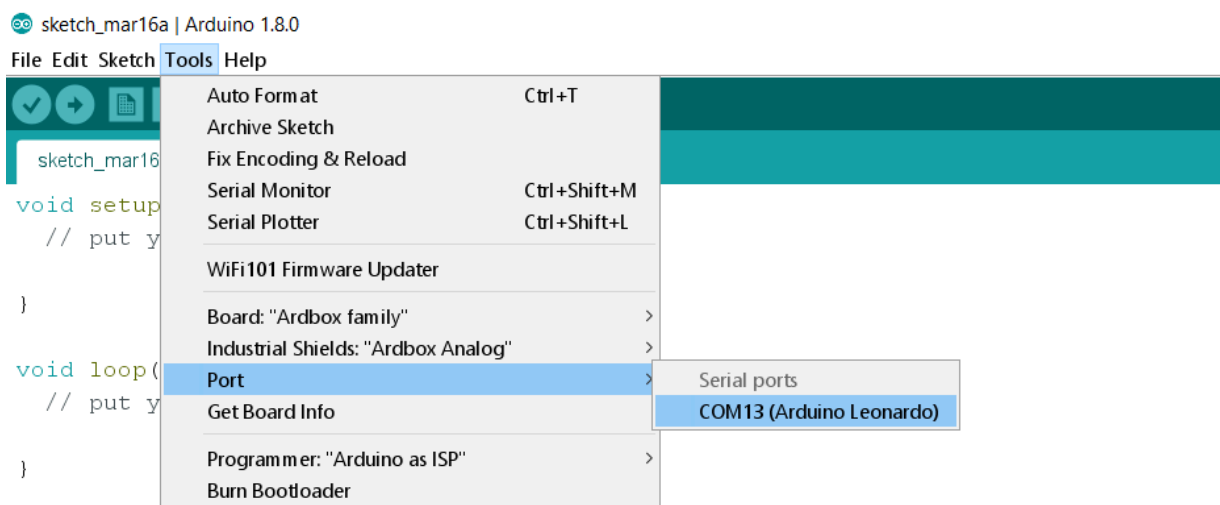 sketch_mar16a | Arduino 1.8.0
File Edit Sketch Tools Help
Auto Format Ctrl+T
Archive Sketch
sketch_mar16
Fix Encoding & Reload
Serial Monitor Ctrl+Shift+M
void setup
Serial Plotter Ctrl+Shift+L
// put y
WiFi101 Firmware Updater
}
Board: "Ardbox family"
Industrial Shields: "Ardbox Analog"
void loop(
Port
Serial ports
// put y
Get Board Info
COM13 (Arduino Leonardo)
Programmer: "Arduino as ISP"
}
Burn Bootloader